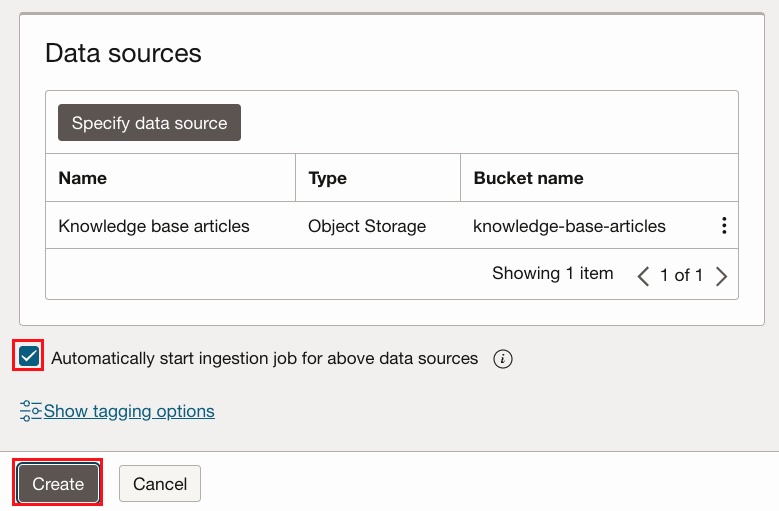 Data sources
Specify data source
Name Type Bucket name
Knowledge base articles Object Storage knowledge-base-articles
Showing 1 item 1 of 1
Automatically start ingestion job for above data sources i
Show tagging options
Create Cancel